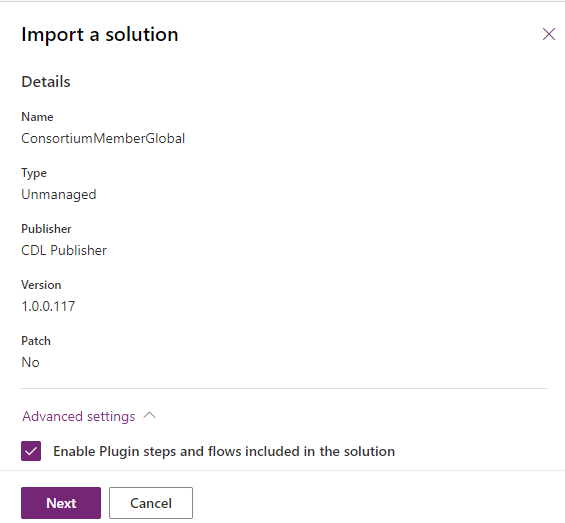 Import a solution
Details
Name
ConsortiumMemberGlobal
Type
Unmanaged
Publisher
CDL Publisher
Version
1.0.0.117
Patch
No
Advanced settings
Enable Plugin steps and flows included in the solution
Next Cancel